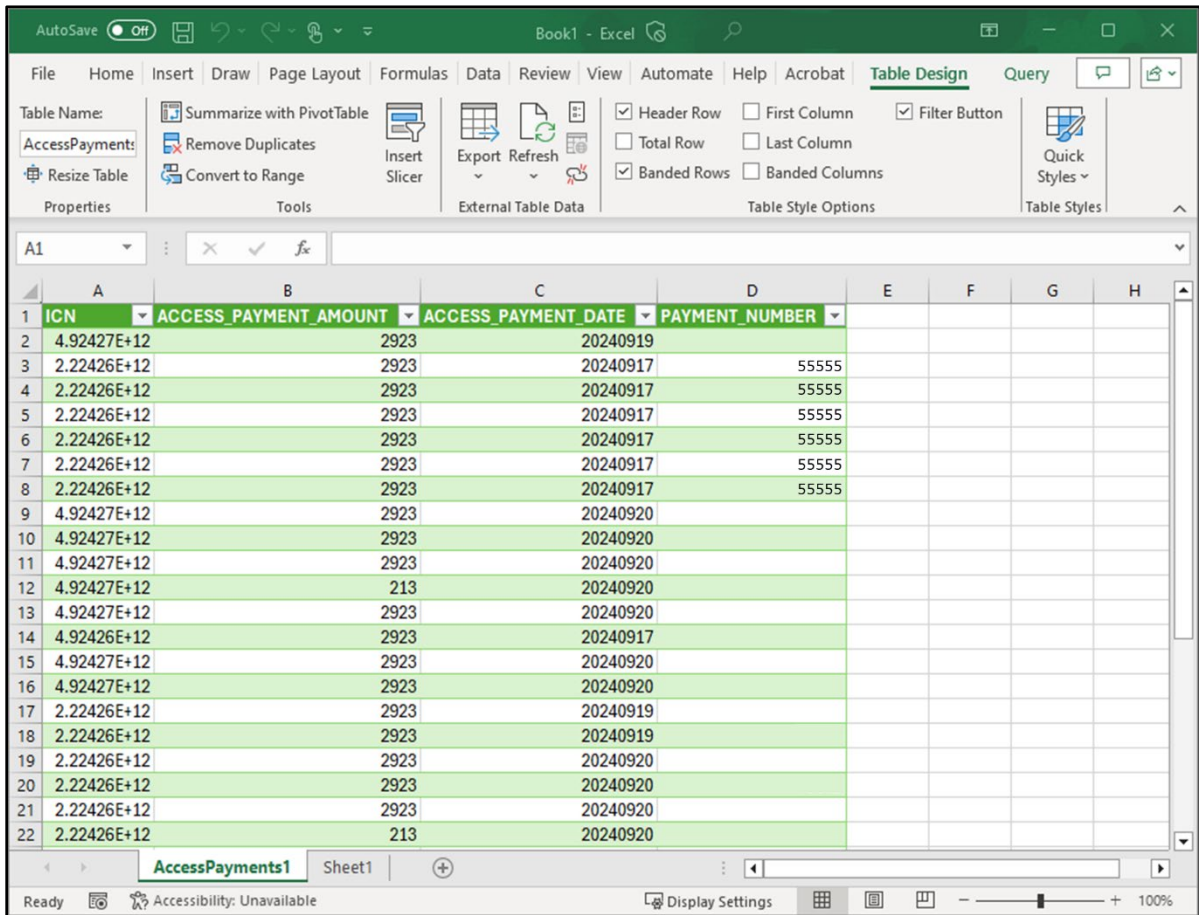 AutoSave Off Book1 - Excel
File Home Insert Draw Page Layout Formulas Data Review View Automate Help Acrobat Table Design Query
Table Name:
AccessPayments
Resize Table
Properties
Summarize with PivotTable
Remove Duplicates
Convert to Range
Tools
Insert
Slicer
Export Refresh
External Table Data
Header Row First Column Filter Button
Total Row Last Column
Banded Rows Banded Columns
Table Style Options
Quick
Styles
Table Styles
A1 fx
A B C D E F G H
1 ICN ACCESS_PAYMENT_AMOUNT ACCESS_PAYMENT_DATE PAYMENT_NUMBER
2 4.92427E+12 2923 20240919
3 2.22426E+12 2923 20240917 55555
4 2.22426E+12 2923 20240917 55555
5 2.22426E+12 2923 20240917 55555
6 2.22426E+12 2923 20240917 55555
7 2.22426E+12 2923 20240917 55555
8 2.22426E+12 2923 20240917 55555
9 4.92427E+12 2923 20240920
10 4.92427E+12 2923 20240920
11 4.92427E+12 2923 20240920
12 4.92427E+12 213 20240920
13 4.92427E+12 2923 20240920
14 4.92426E+12 2923 20240917
15 4.92427E+12 2923 20240920
16 4.92427E+12 2923 20240920
17 2.22426E+12 2923 20240919
18 2.22426E+12 2923 20240919
19 2.22426E+12 2923 20240920
20 2.22426E+12 2923 20240920
21 2.22426E+12 2923 20240920
22 2.22426E+12 213 20240920
AccessPayments1 Sheet1
Ready Accessibility: Unavailable Display Settings 100%